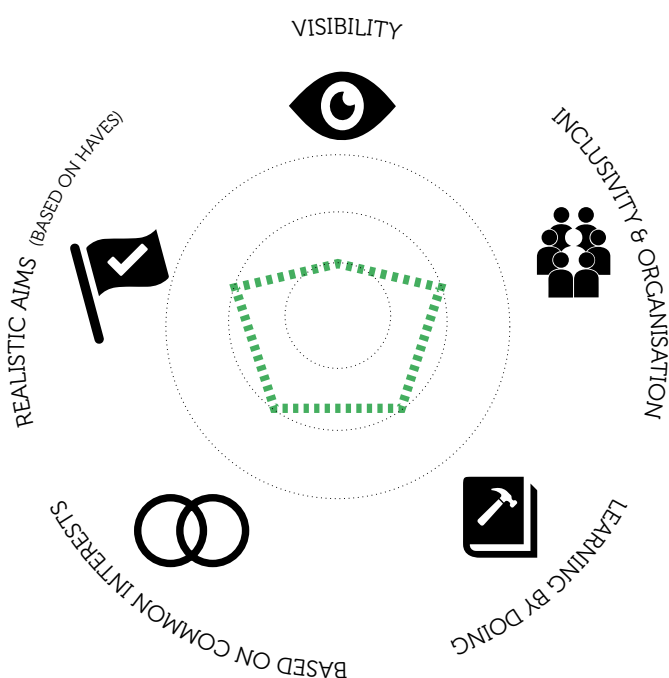 VISIBILITY
INCLUSIVITY & ORGANISATION
LEARNING BY DOING
BASED ON COMMON INTERESTS
REALISTIC AIMS (BASED ON HAVES)